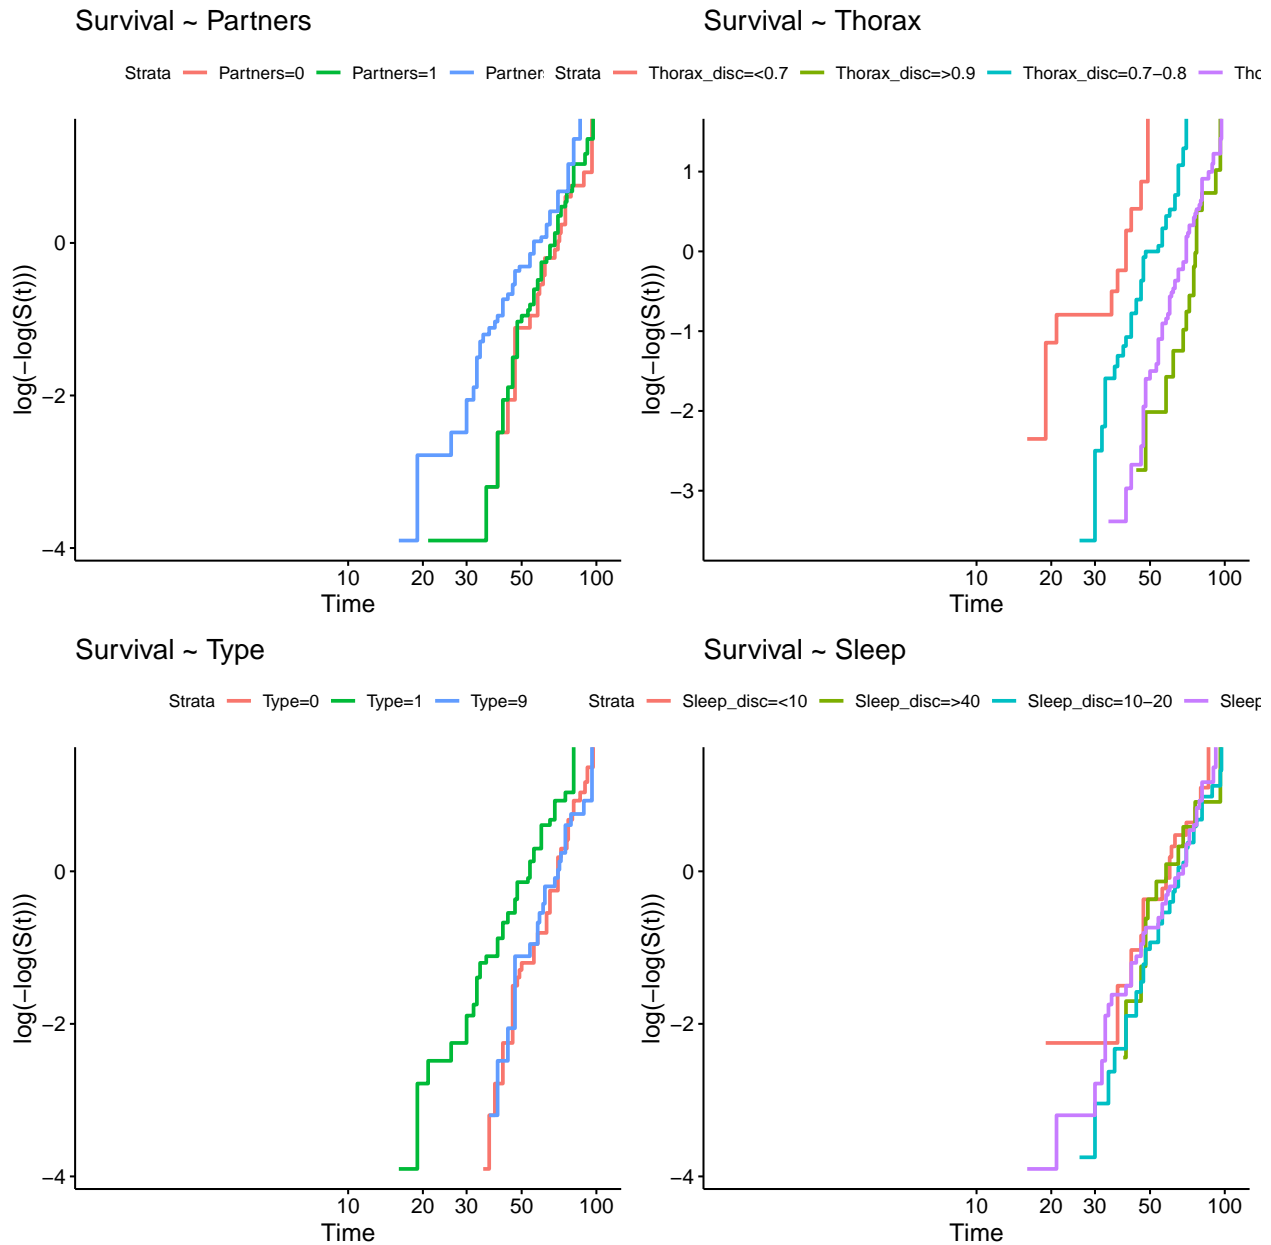 Survival ~ Partners
Strata Partners=0 Partners=1 Partner
log(−log(S(t)))
0
−2
−4
10 20 30 50 100
Time
Survival ~ Thorax
Strata Thorax_disc=<0.7 Thorax_disc=>0.9 Thorax_disc=0.7−0.8 Tho
log(−log(S(t)))
1
0
−1
−2
−3
10 20 30 50 100
Time
Survival ~ Type
Strata Type=0 Type=1 Type=9
log(−log(S(t)))
0
−2
−4
10 20 30 50 100
Time
Survival ~ Sleep
Strata Sleep_disc=<10 Sleep_disc=>40 Sleep_disc=10−20 Sleep
log(−log(S(t)))
0
−2
−4
10 20 30 50 100
Time